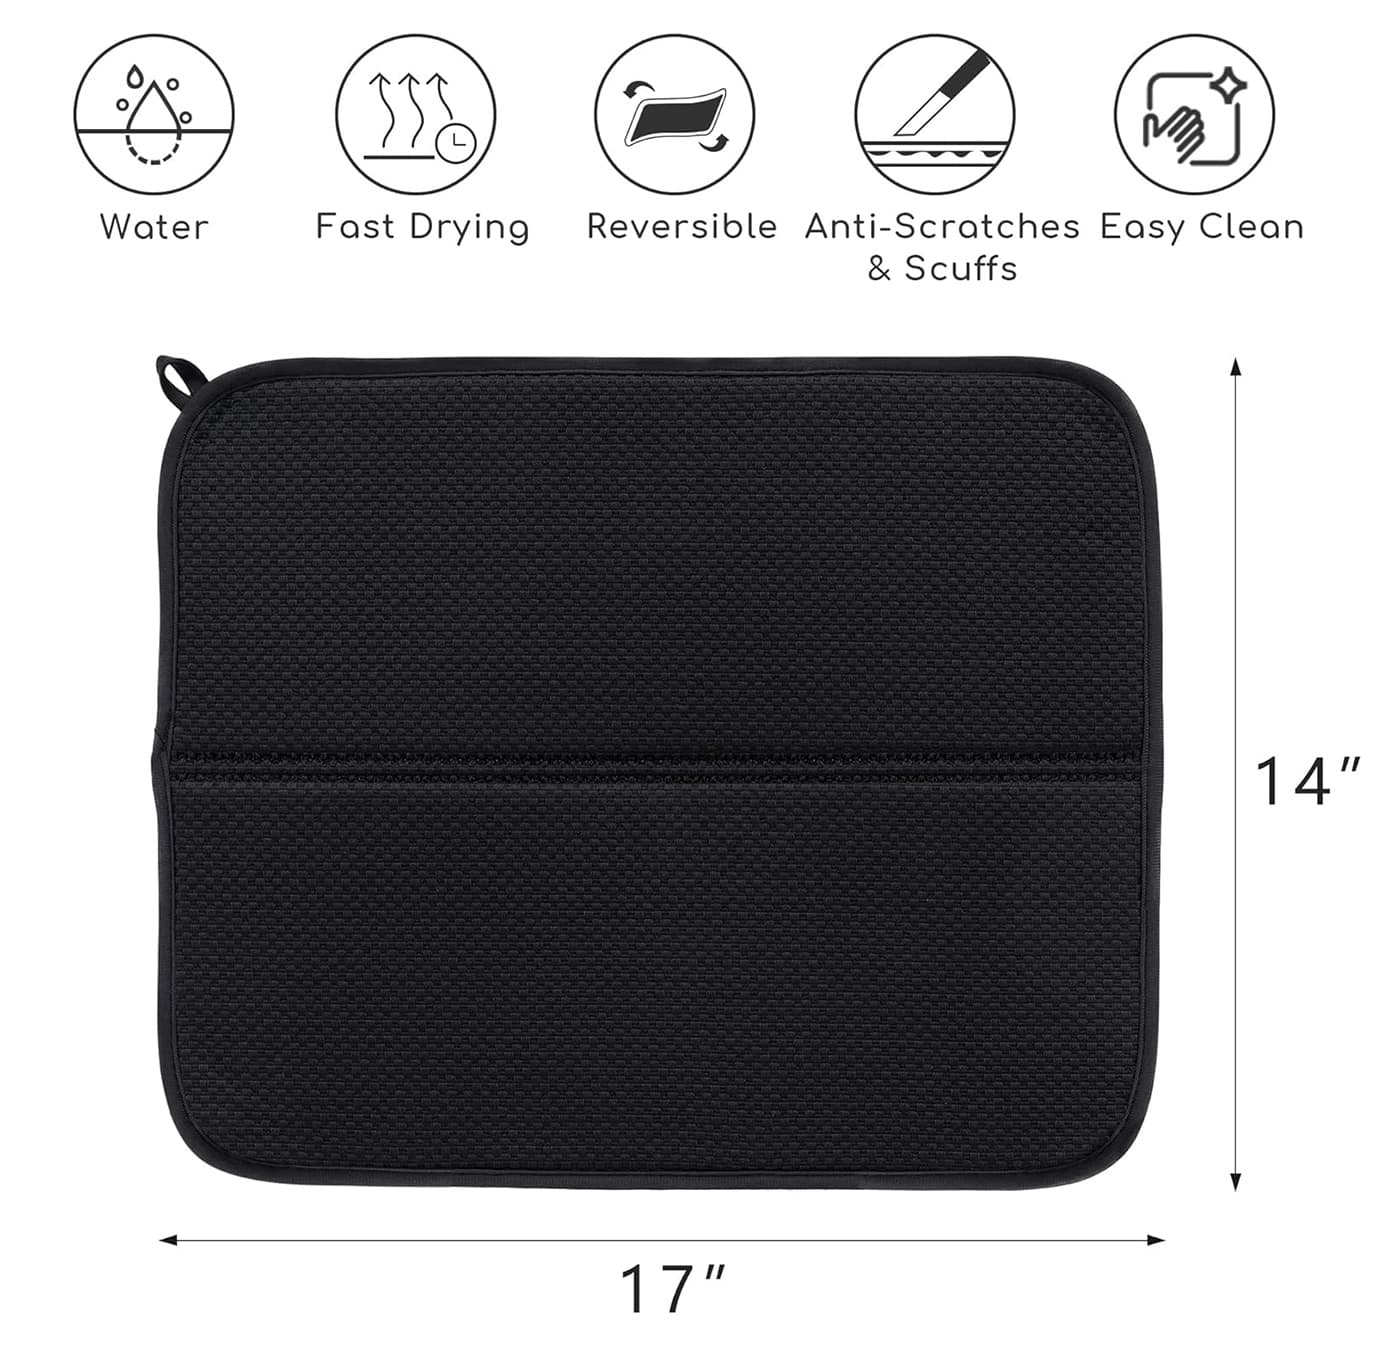 Water
Fast Drying
Reversible
Anti-Scratches
& Scuffs
Easy Clean
14"
17"